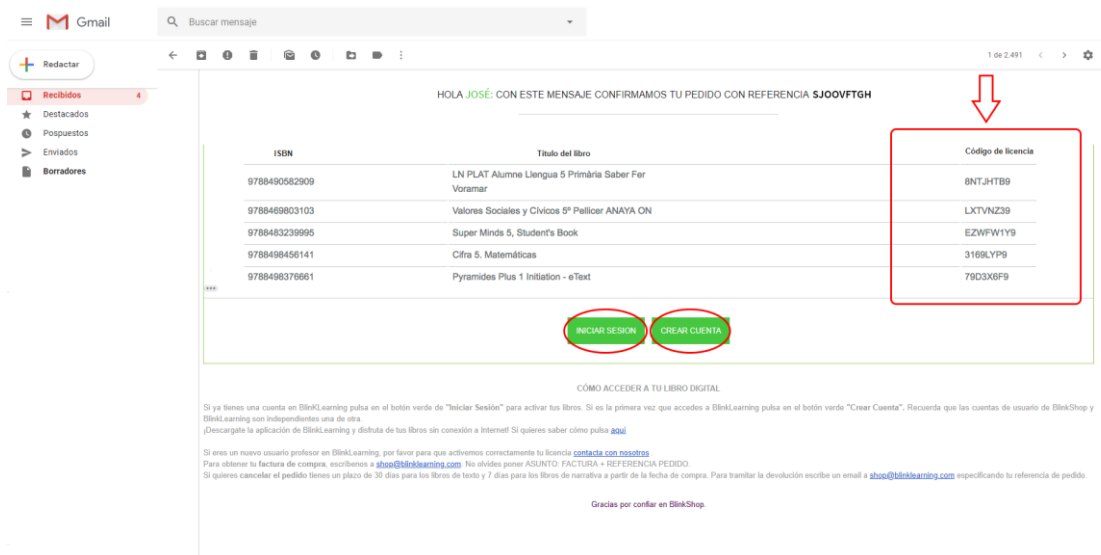 Gmail
Buscar mensaje
Redactar
1 de 2.491
Recibidos 4
Destacados
Pospuestos
Enviados
Borradores
HOLA JOSÉ: CON ESTE MENSAJE CONFIRMAMOS TU PEDIDO CON REFERENCIA SJOOVFTGH
ISBN Título del libro Código de licencia
9788490582909 LN PLAT Alumne Llengua 5 Primària Saber Fer Voramar 8NTJHTB9
9788469803103 Valores Sociales y Cívicos 5º Pellicer ANAYA ON LXTVNZ39
9788483239995 Super Minds 5, Student's Book EZWFW1Y9
9788498456141 Cifra 5. Matemáticas 3169LYP9
9788498376661 Pyramides Plus 1 Initiation - eText 79D3X6F9
INICIAR SESION CREAR CUENTA
CÓMO ACCEDER A TU LIBRO DIGITAL
Si ya tienes una cuenta en BlinKLearning pulsa en el botón verde de "Iniciar Sesión" para activar tus libros. Si es la primera vez que accedes a BlinkLearning pulsa en el botón verde "Crear Cuenta". Recuerda que las cuentas de usuario de BlinkShop y
BlinkLearning son independientes una de otra.
¡Descargate la aplicación de BlinkLearning y disfruta de tus libros sin conexión a Internet! Si quieres saber cómo pulsa aquí
Si eres un nuevo usuario profesor en BlinkLearning, por favor para que activemos correctamente tu licencia contacta con nosotros
Para obtener tu factura de compra, escríbenos a shop@blinklearning.com. No olvides poner ASUNTO: FACTURA + REFERENCIA PEDIDO.
Si quieres cancelar el pedido tienes un plazo de 30 días para los libros de texto y 7 días para los libros de narrativa a partir de la fecha de compra. Para tramitar la devolución escribe un email a shop@blinklearning.com especificando tu referencia de pedido.
Gracias por confiar en BlinkShop.